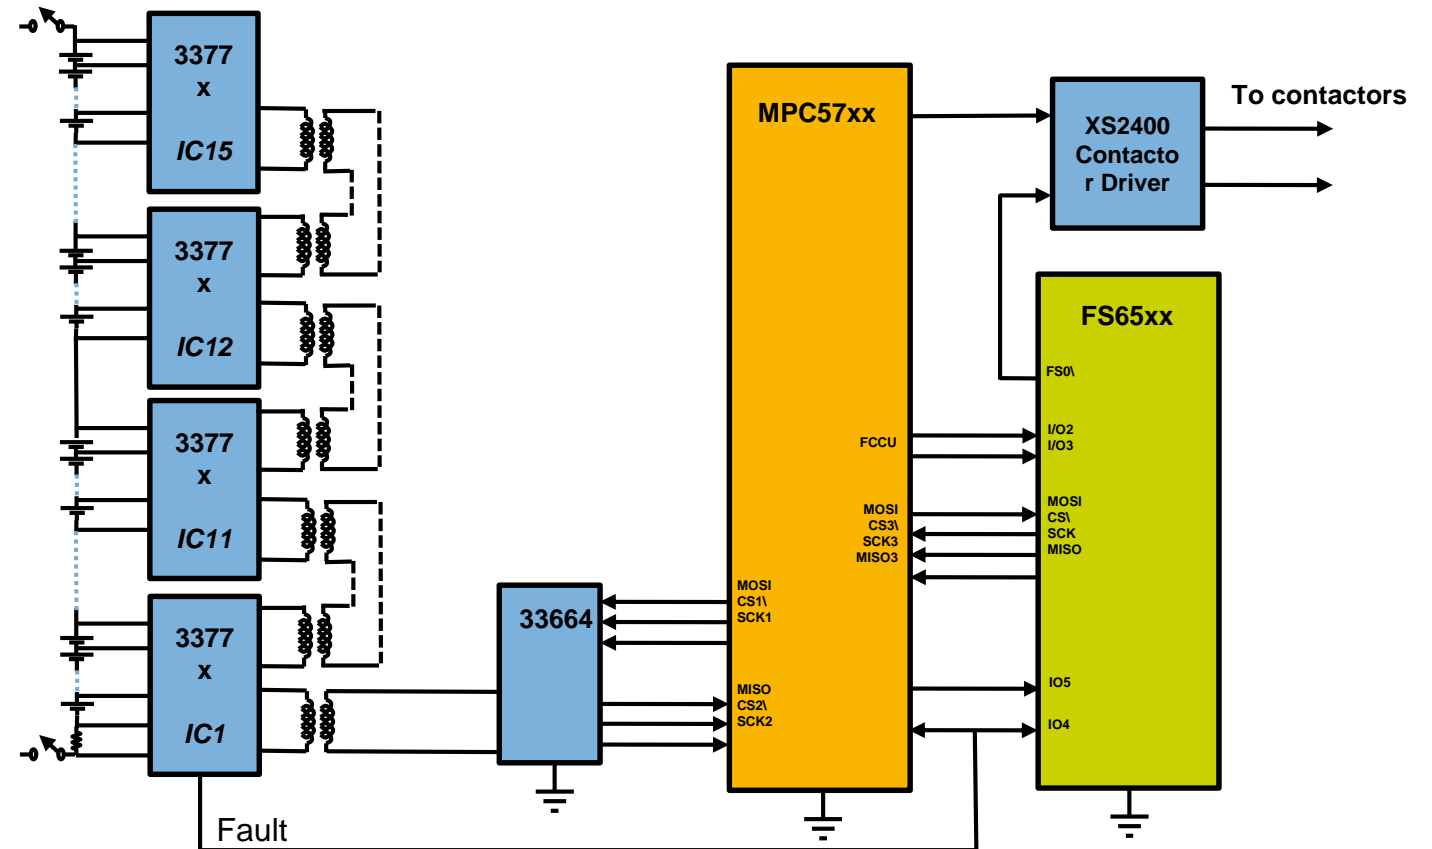 3377
x
IC15
3377
x
IC12
3377
x
IC11
3377
x
IC1
Fault
33664
MPC57xx
FCCU
MOSI
CS3\
SCK3
MISO3
MOSI
CS1\
SCK1
MISO
CS2\
SCK2
XS2400
Contacto
r Driver
To contactors
FS65xx
FS0\
I/O2
I/O3
MOSI
CS\
SCK
MISO
IO5
IO4